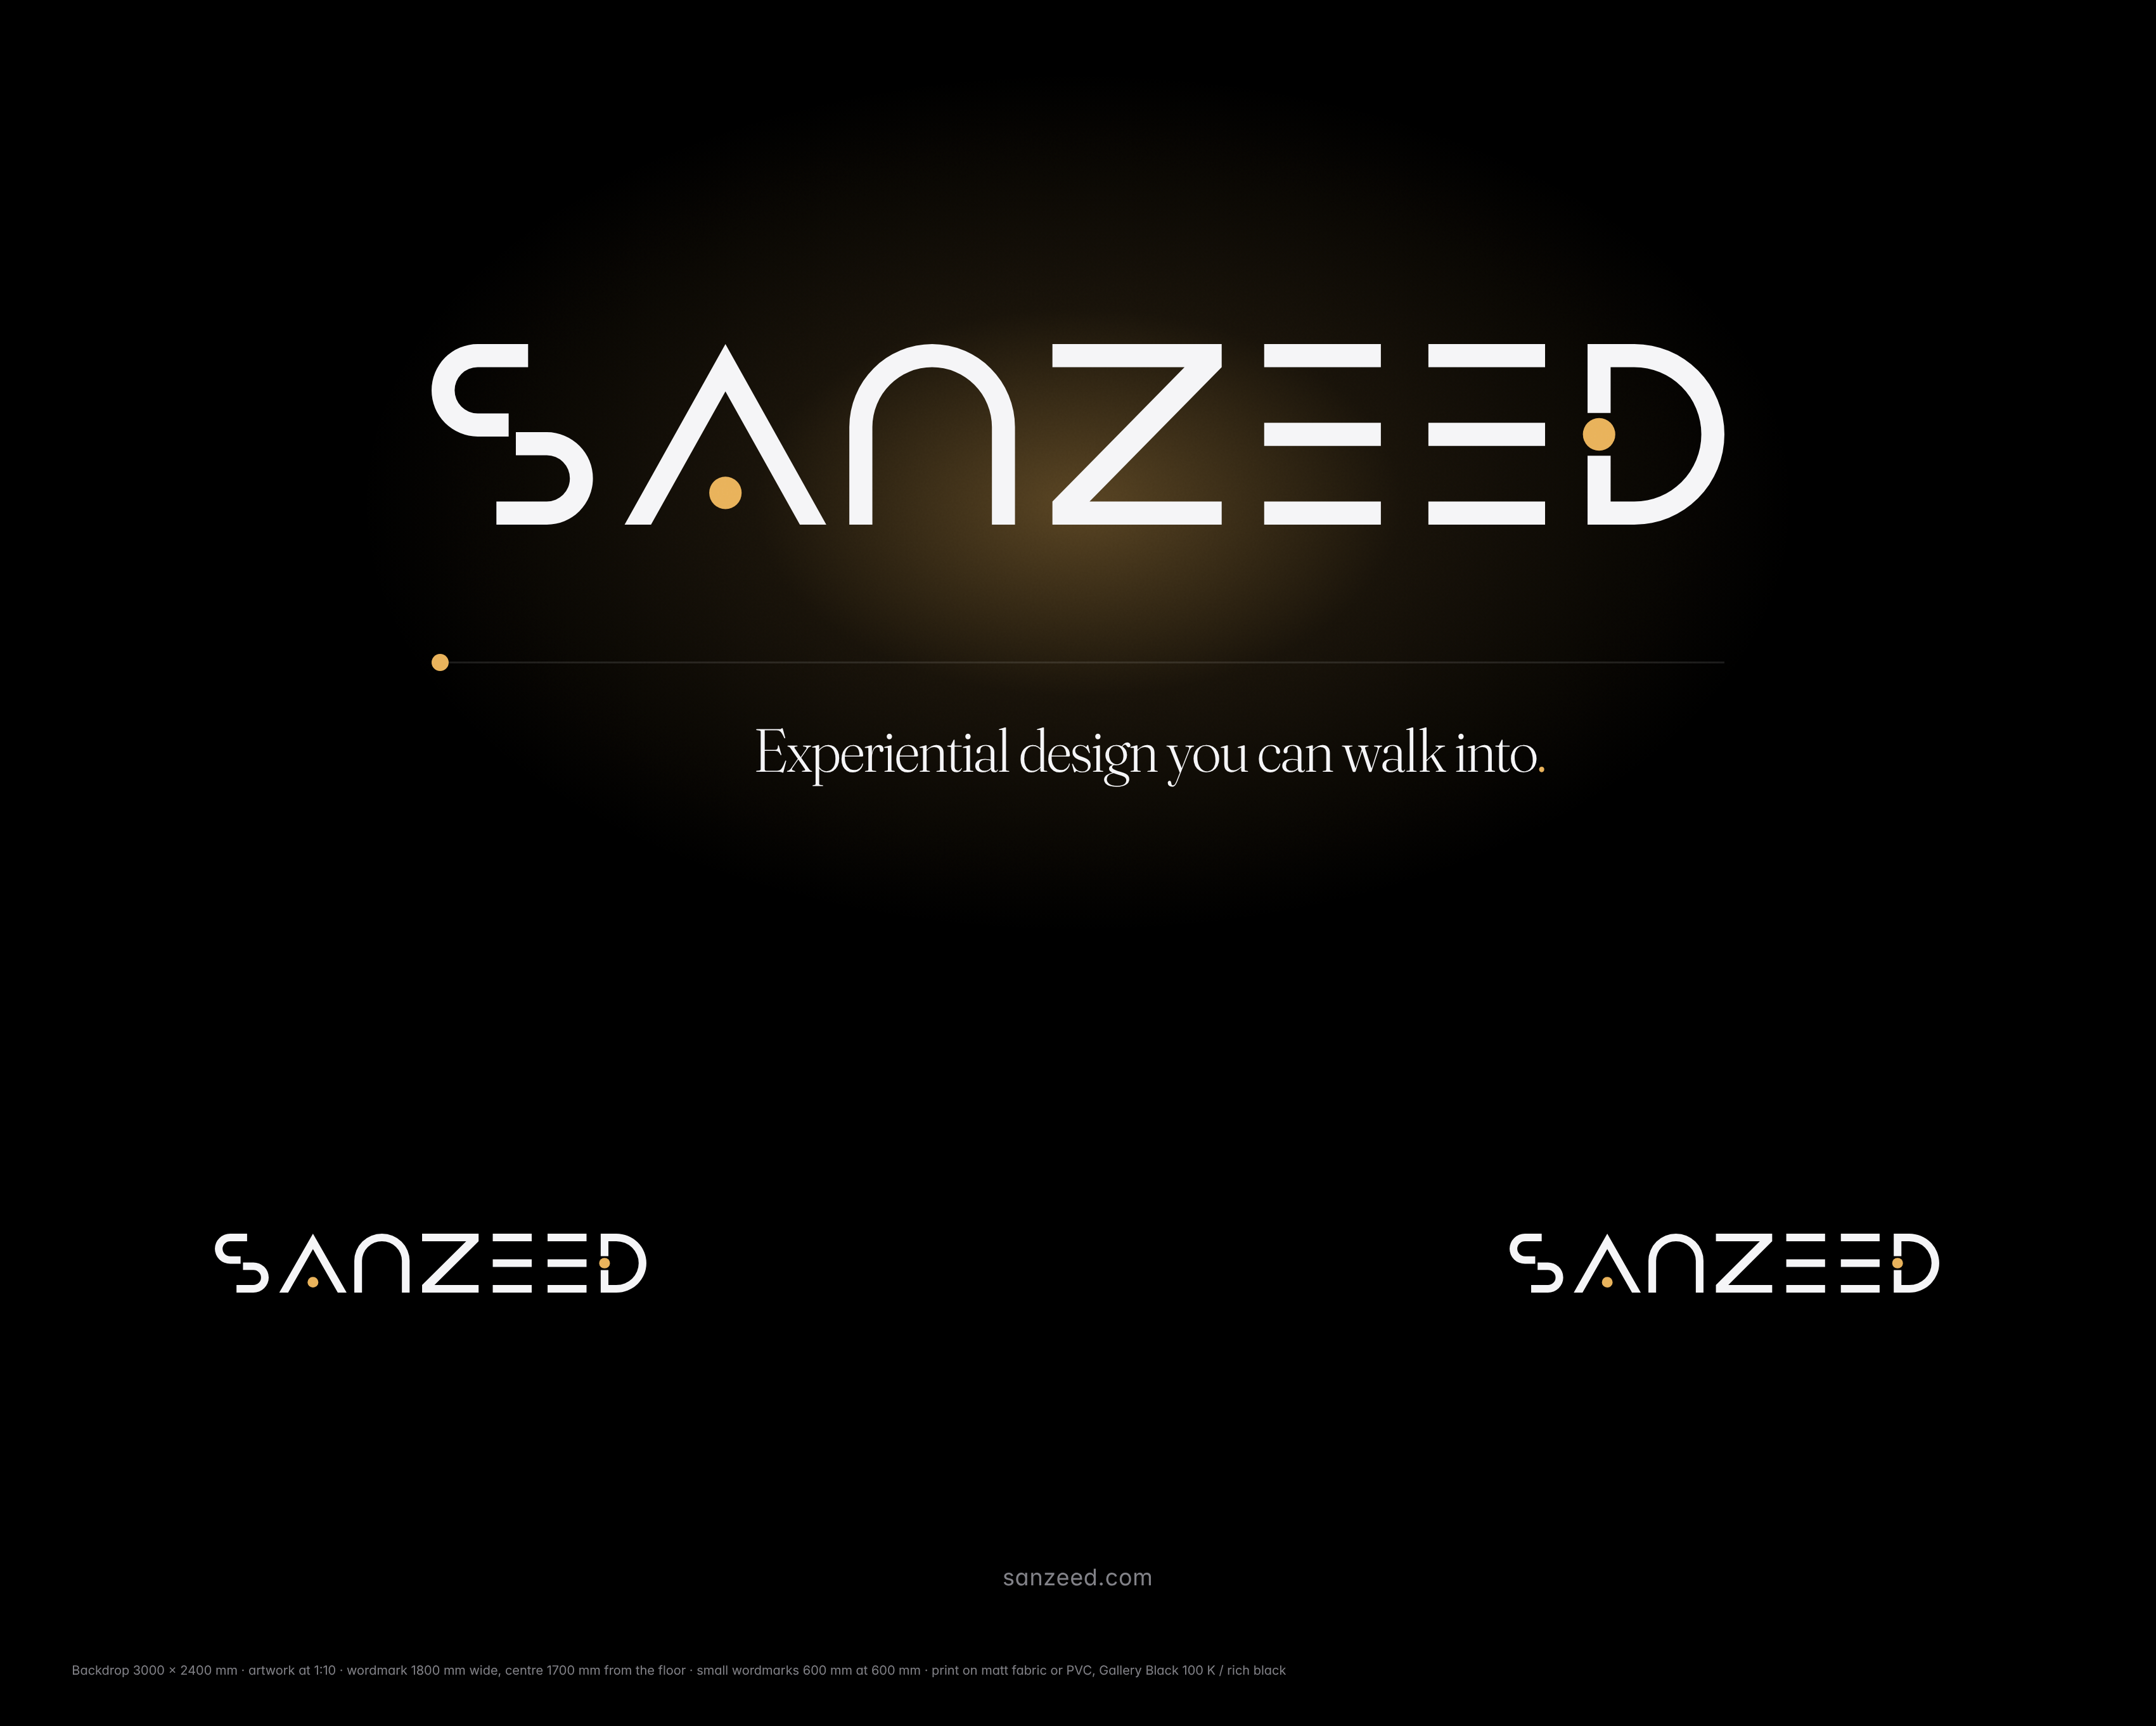 SANZEED
Experiential design you can walk into.
SANZEED
SANZEED
sanzeed.com
Backdrop 3000 × 2400 mm · artwork at 1:10 · wordmark 1800 mm wide, centre 1700 mm from the floor · small wordmarks 600 mm at 600 mm · print on matt fabric or PVC, Gallery Black 100 K / rich black